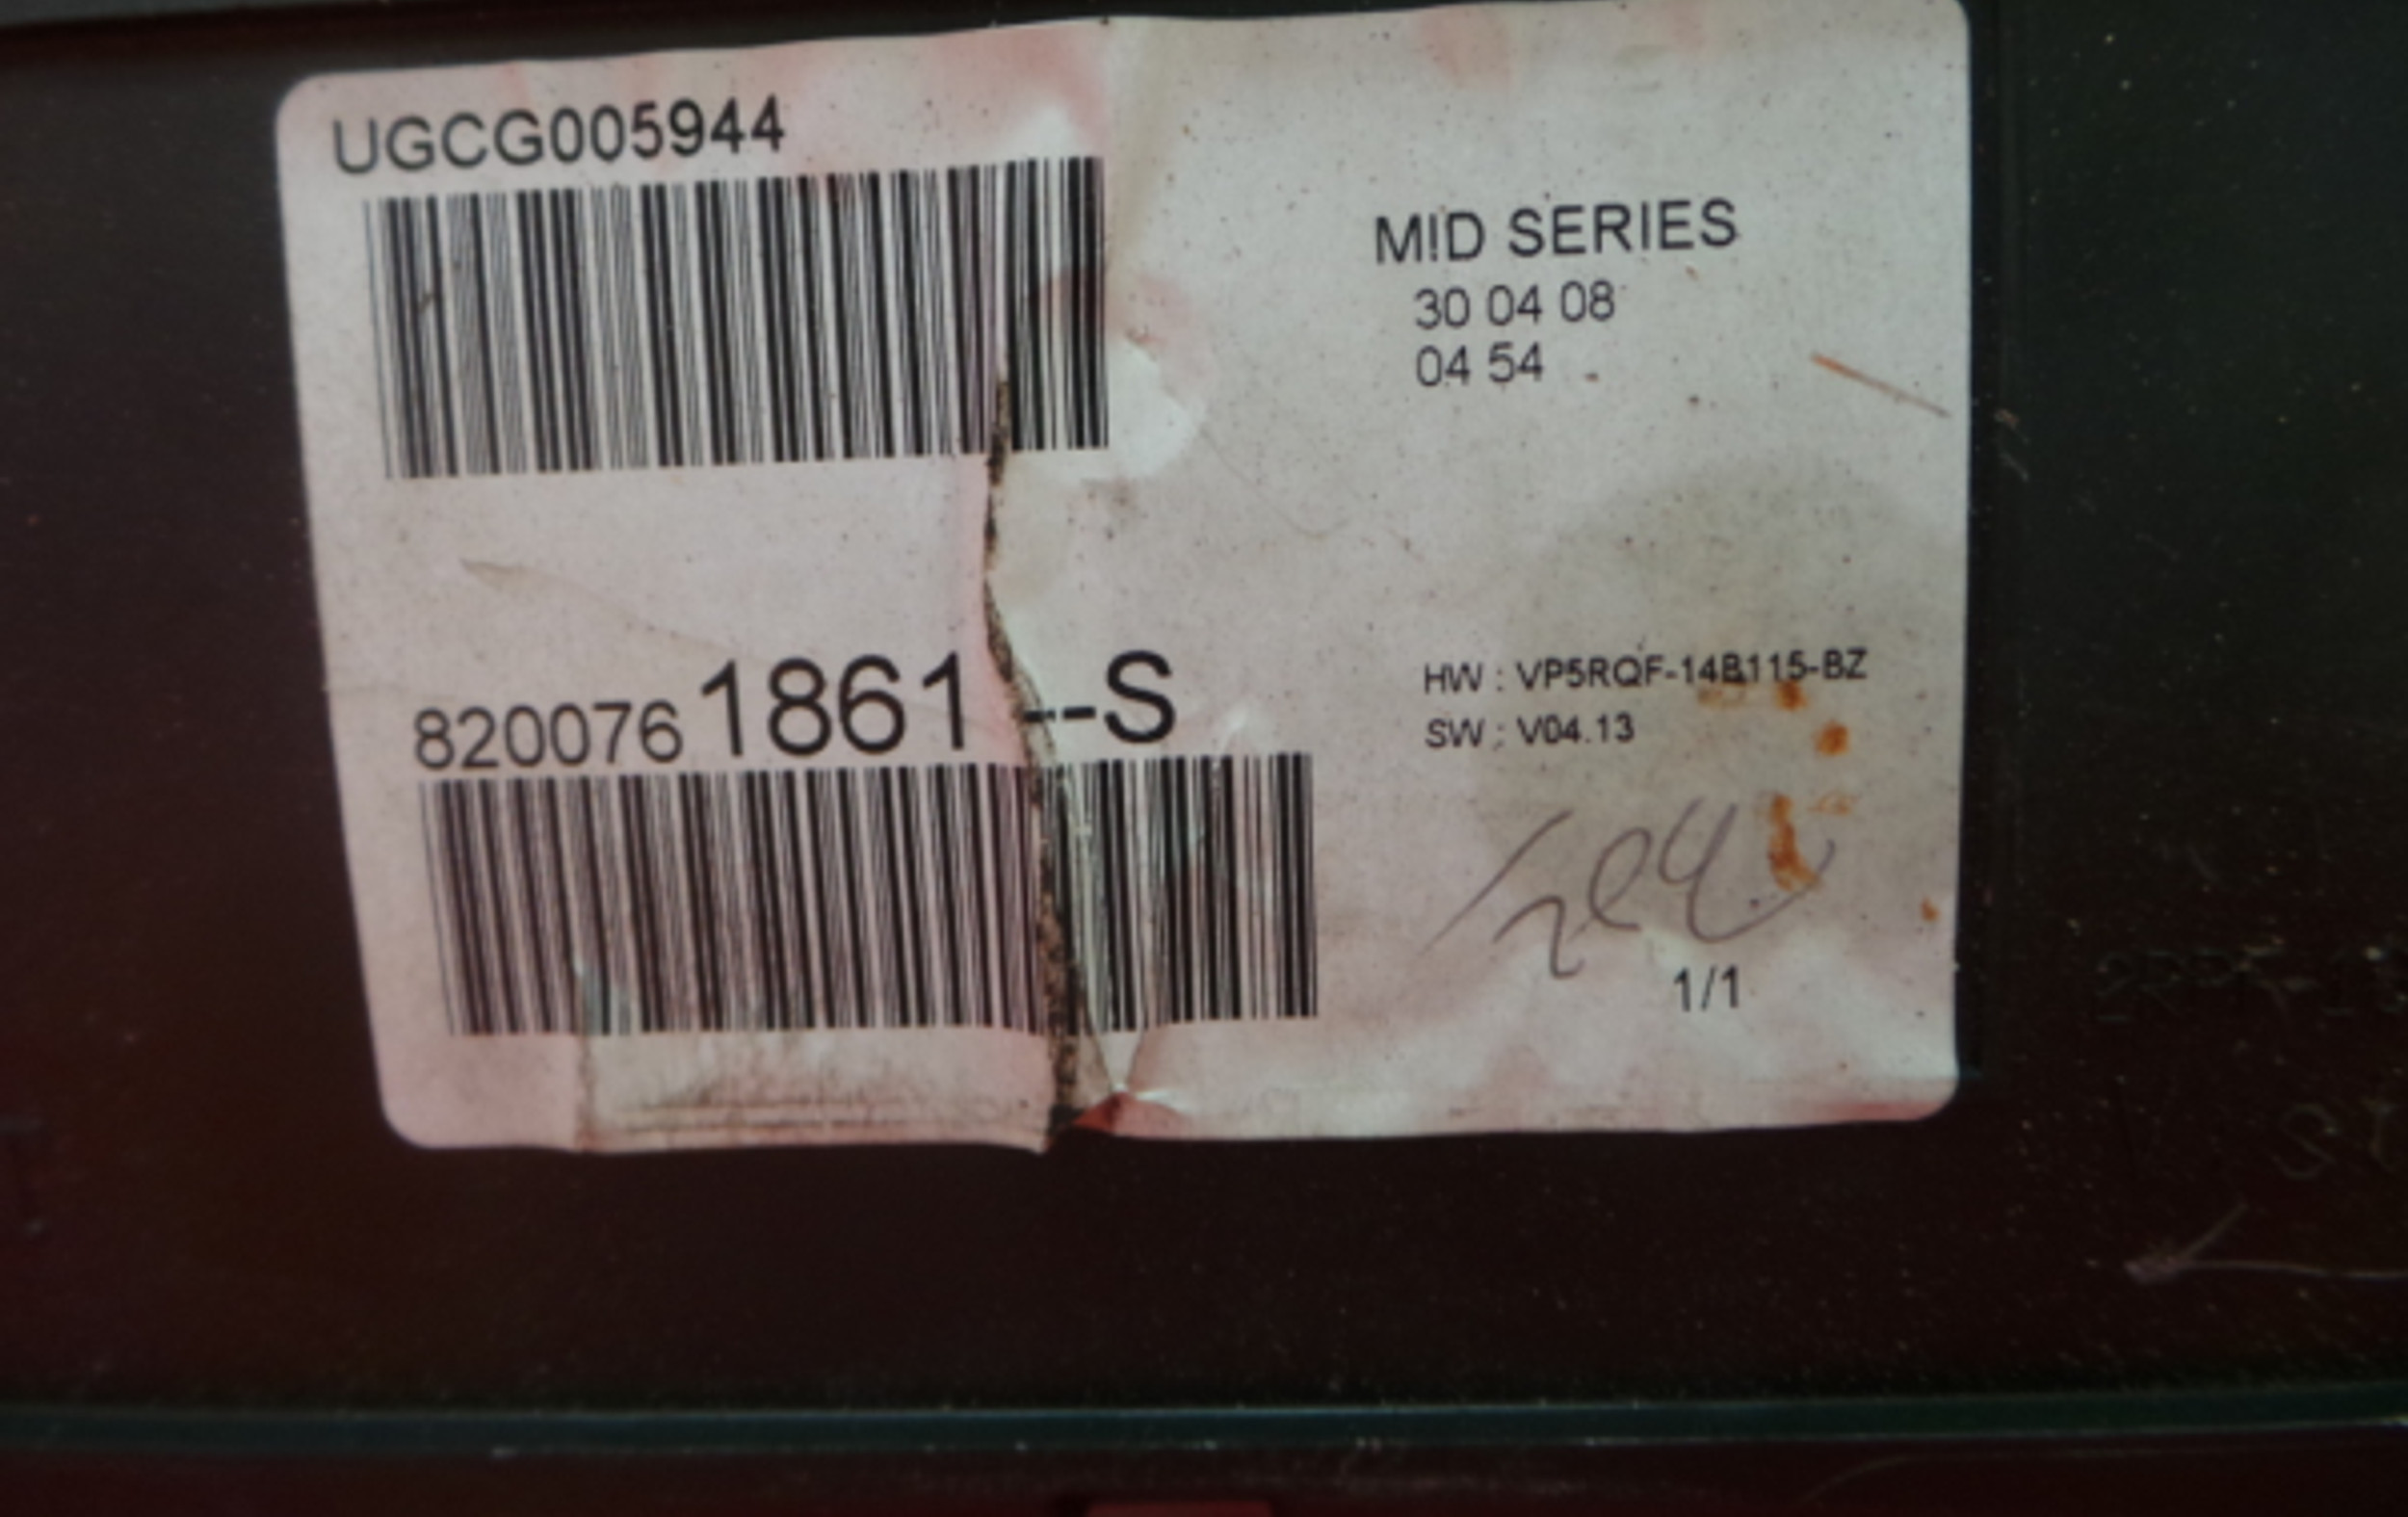 UGCG005944
MID SERIES
30 04 08
04 54
8200761861--S
HW : VP5RQF-14B115-BZ
SW : V04.13
1/1